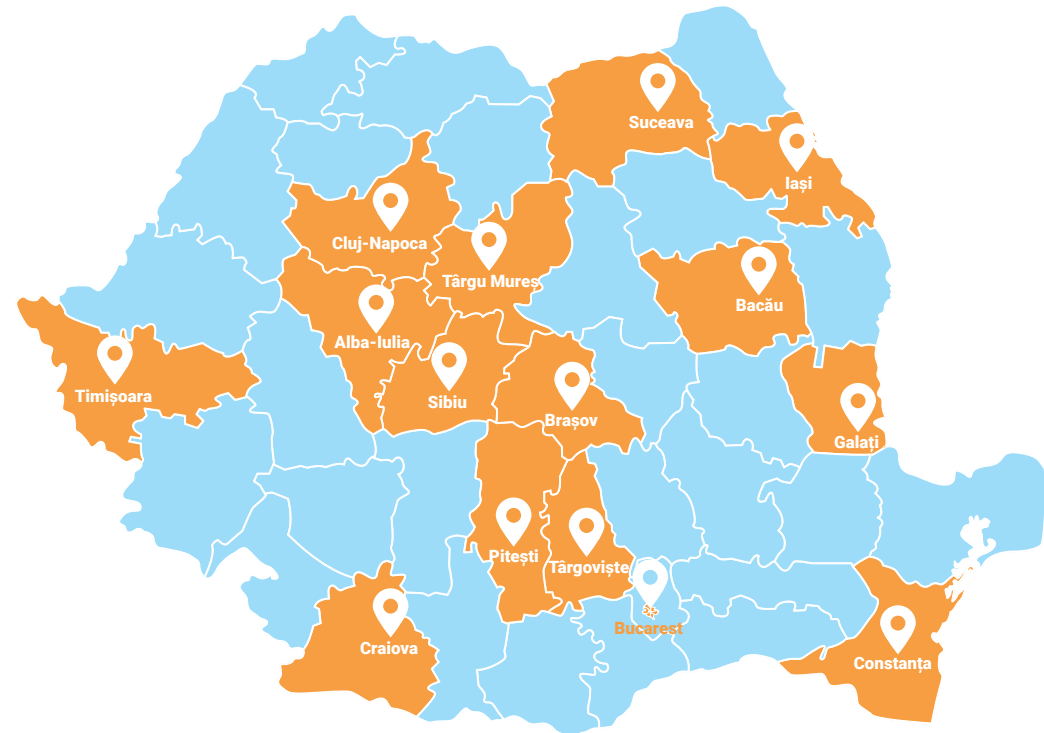 Suceava
Iași
Cluj-Napoca
Târgu Mureș
Bacău
Alba-Iulia
Timișoara
Sibiu
Brașov
Galați
Pitești
Târgoviște
Bucarest
Craiova
Constanța